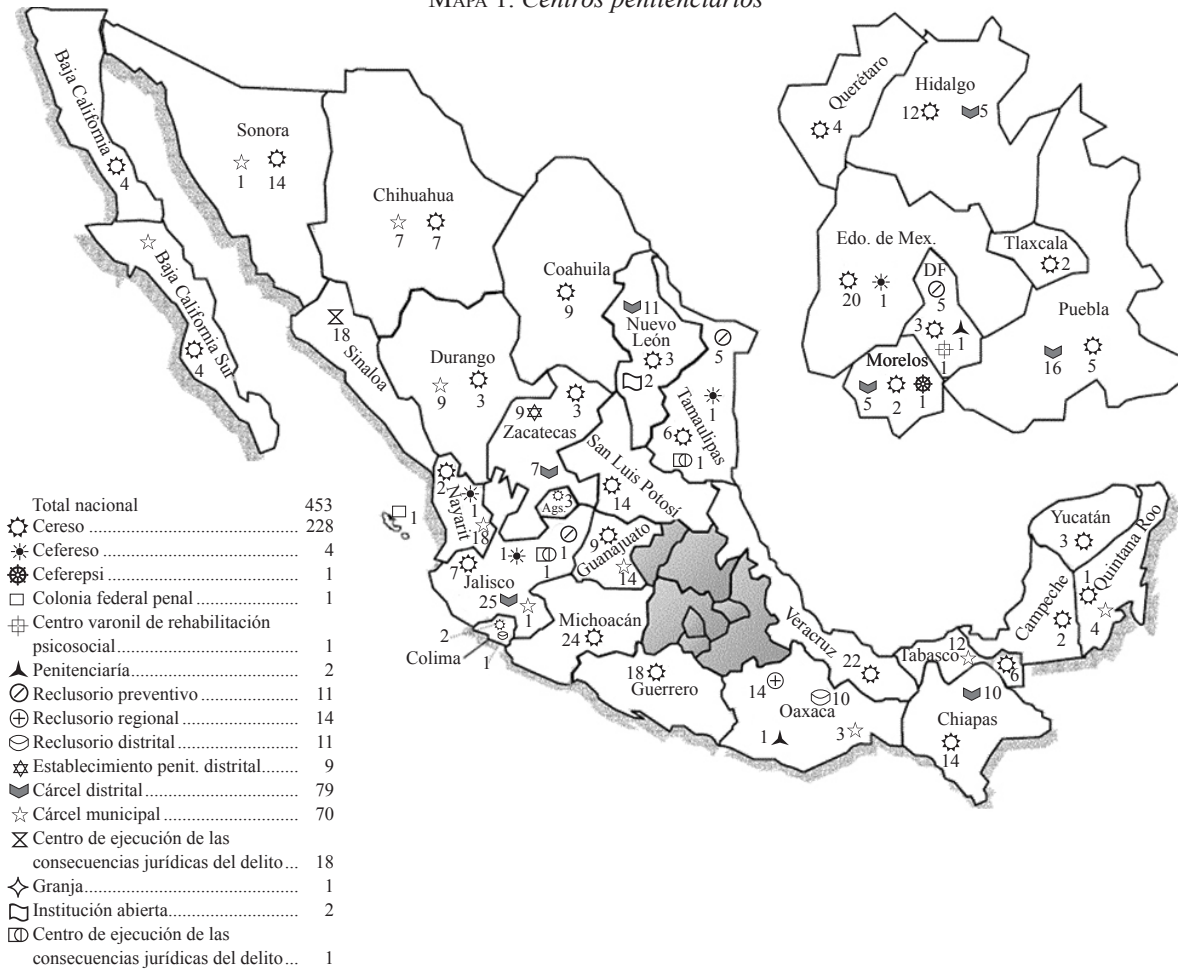 MAPA 1. Centros penitenciarios
Baja California
4
Sonora
1 14
Chihuahua
7 7
Baja California Sur
4
Coahuila
9
11
Nuevo
León
3
2
5
Tamaulipas
1
6
1
18
Sinaloa
Durango
9 3
9
3
Zacatecas
7
San Luis Potosí
14
Ags.
3
2
Nayarit
1
18
1
1
1
1
7
Jalisco
25
1
9
Guanajuato
14
2
Colima
1
Michoacán
24
18
Guerrero
Veracruz
22
14
10
Oaxaca
1
3
12
Tabasco
6
10
Chiapas
14
Yucatán
3
Campeche
2
Quintana Roo
1
4
Querétaro
4
Hidalgo
12 5
Edo. de Mex.
20 1
DF
5
3
1
1
Tlaxcala
2
Puebla
16 5
Morelos
5 2 1
Total nacional 453
Cereso ..................................... 228
Cefereso ................................... 4
Ceferepsi .................................. 1
Colonia federal penal ...................... 1
Centro varonil de rehabilitación
psicosocial ................................ 1
Penitenciaría .............................. 2
Reclusorio preventivo ...................... 11
Reclusorio regional ........................ 14
Reclusorio distrital ....................... 11
Establecimiento penit. distrital........ 9
Cárcel distrital ........................... 79
Cárcel municipal ........................... 70
Centro de ejecución de las
consecuencias jurídicas del delito ... 18
Granja ..................................... 1
Institución abierta ........................ 2
Centro de ejecución de las
consecuencias jurídicas del delito ... 1